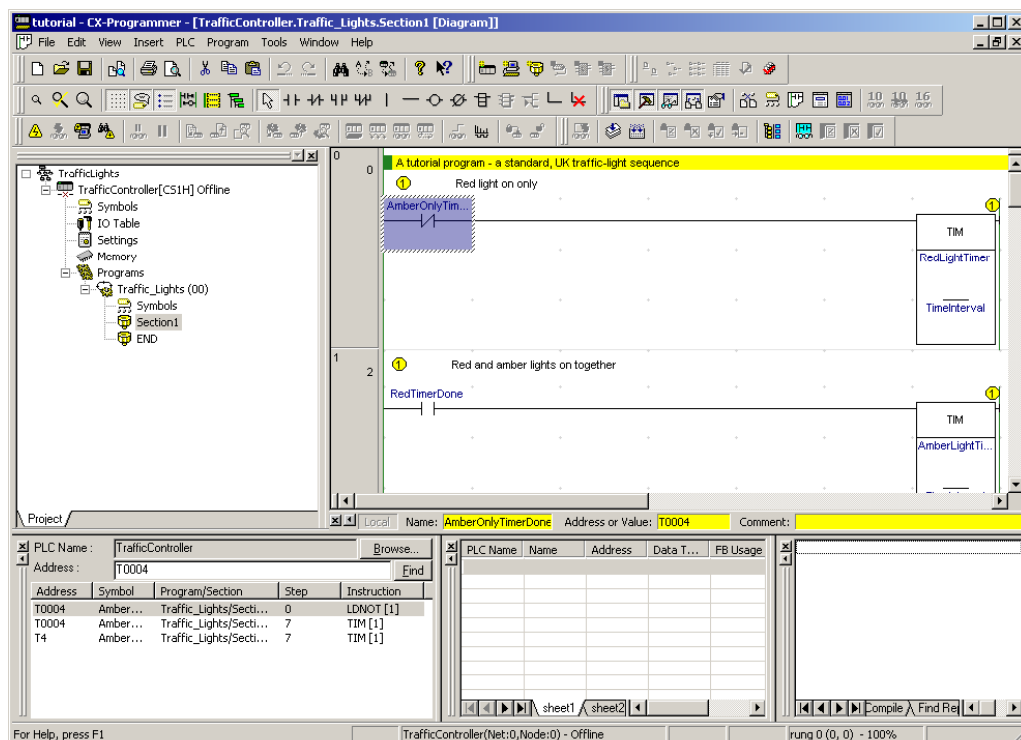 tutorial - CX-Programmer - [TrafficController.Traffic_Lights.Section1 [Diagram]]
File Edit View Insert PLC Program Tools Window Help
10 10 16
TrafficLights
TrafficController[CS1H] Offline
Symbols
IO Table
Settings
Memory
Programs
Traffic_Lights (00)
Symbols
Section1
END
Project
0
0
A tutorial program - a standard, UK traffic-light sequence
1 Red light on only
AmberOnlyTim...
1
TIM
RedLightTimer
TimeInterval
1
2
1 Red and amber lights on together
RedTimerDone
1
TIM
AmberLightTi...
Local Name: AmberOnlyTimerDone Address or Value: T0004 Comment:
PLC Name : TrafficController Browse...
Address : T0004 Find
Address Symbol Program/Section Step Instruction
T0004 Amber... Traffic_Lights/Secti... 0 LDNOT [1]
T0004 Amber... Traffic_Lights/Secti... 7 TIM [1]
T4 Amber... Traffic_Lights/Secti... 7 TIM [1]
PLC Name Name Address Data T... FB Usage
sheet1 sheet2
Compile Find Re
For Help, press F1 TrafficController(Net:0,Node:0) - Offline rung 0 (0, 0) - 100%